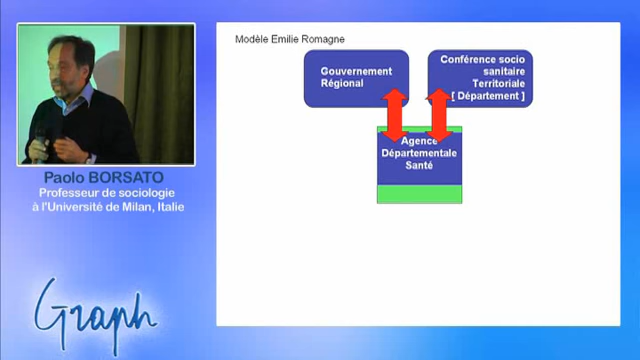 Modèle Emilie Romagne
Gouvernement
Régional
Conférence socio
sanitaire
Territoriale
[ Département ]
Agence
Départementale
Santé
Paolo BORSATO
Professeur de sociologie
à l'Université de Milan, Italie
Graph